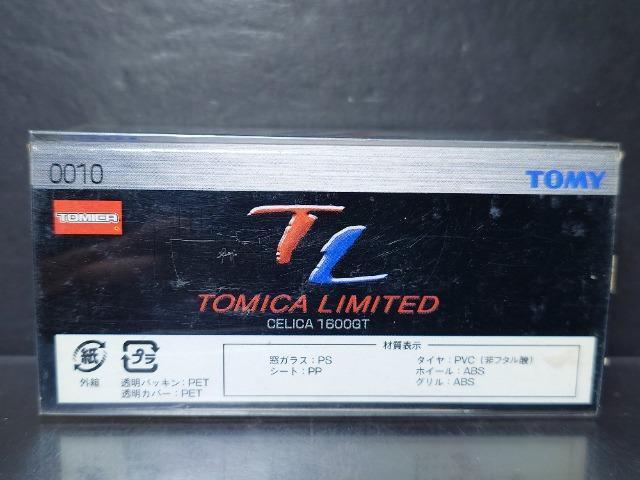 0010
TOMY
TOMICA
TL
TOMICA LIMITED
CELICA 1600GT
紙
外箱
プラ
透明パッキン:PET
透明カバー:PET
材質表示
窓ガラス:PS
シート:PP
タイヤ:PVC(非フタル酸)
ホイール:ABS
グリル:ABS